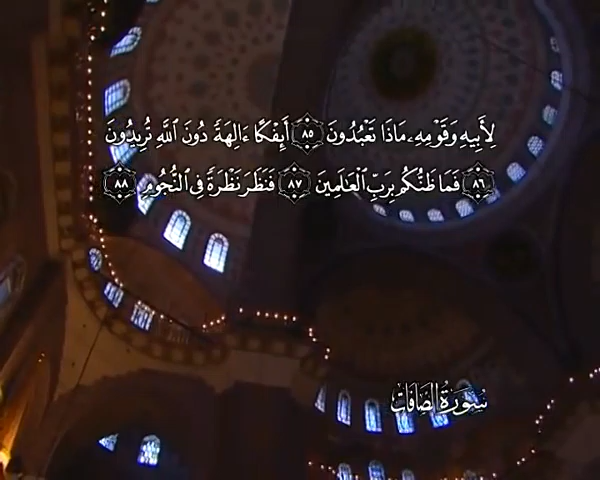 لِأَبِيهِ وَقَوْمِهِۦ مَاذَا تَعْبُدُونَ ٨٥ أَئِفْكًا ءَالِهَةً دُونَ ٱللَّهِ تُرِيدُونَ
٨٦ فَمَا ظَنُّكُم بِرَبِّ ٱلْعَـٰلَمِينَ ٨٧ فَنَظَرَ نَظْرَةً فِى ٱلنُّجُومِ ٨٨
سُورَةُ الصَّافَّاتِ